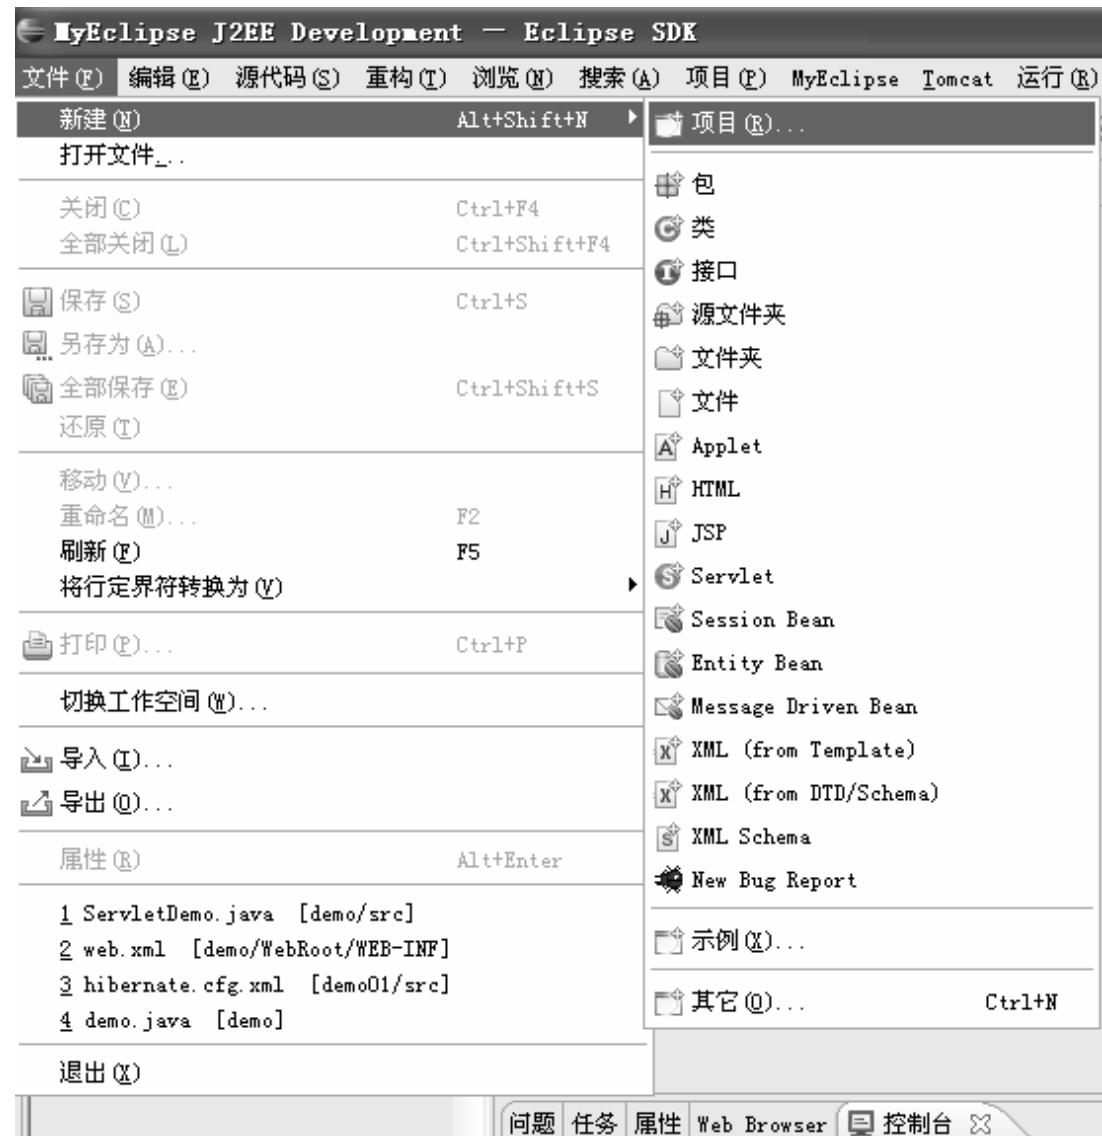 MyEclipse J2EE Development — Eclipse SDK
文件(F) 编辑(E) 源代码(S) 重构(T) 浏览(N) 搜索(A) 项目(P) MyEclipse Tomcat 运行(R)
新建(N) Alt+Shift+N
打开文件...
关闭(C) Ctrl+F4
全部关闭(L) Ctrl+Shift+F4
保存(S) Ctrl+S
另存为(A)...
全部保存(E) Ctrl+Shift+S
还原(T)
移动(V)...
重命名(M)... F2
刷新(F) F5
将行定界符转换为(V)
打印(P)... Ctrl+P
切换工作空间(W)...
导入(I)...
导出(O)...
属性(R) Alt+Enter
1 ServletDemo.java [demo/src]
2 web.xml [demo/WebRoot/WEB-INF]
3 hibernate.cfg.xml [demo01/src]
4 demo.java [demo]
退出(X)
项目(R)...
包
类
接口
源文件夹
文件夹
文件
Applet
HTML
JSP
Servlet
Session Bean
Entity Bean
Message Driven Bean
XML (from Template)
XML (from DTD/Schema)
XML Schema
New Bug Report
示例(X)...
其它(O)... Ctrl+N
问题 任务 属性 Web Browser 控制台